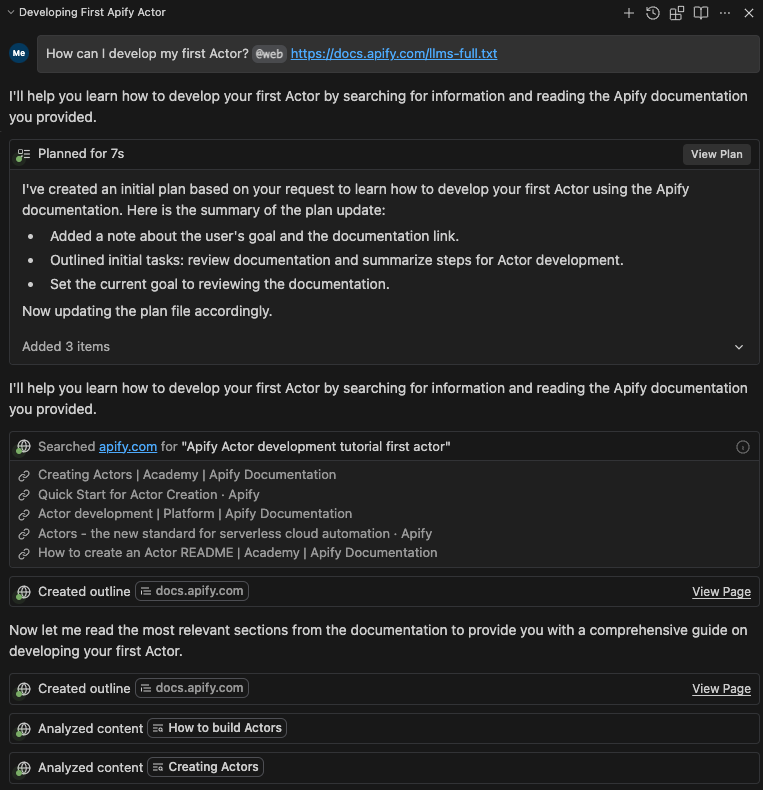 Developing First Apify Actor
Me
How can I develop my first Actor? @web https://docs.apify.com/llms-full.txt
I'll help you learn how to develop your first Actor by searching for information and reading the Apify documentation
you provided.
Planned for 7s
View Plan
I've created an initial plan based on your request to learn how to develop your first Actor using the Apify
documentation. Here is the summary of the plan update:
• Added a note about the user's goal and the documentation link.
• Outlined initial tasks: review documentation and summarize steps for Actor development.
• Set the current goal to reviewing the documentation.
Now updating the plan file accordingly.
Added 3 items
I'll help you learn how to develop your first Actor by searching for information and reading the Apify documentation
you provided.
Searched apify.com for "Apify Actor development tutorial first actor"
Creating Actors | Academy | Apify Documentation
Quick Start for Actor Creation · Apify
Actor development | Platform | Apify Documentation
Actors - the new standard for serverless cloud automation · Apify
How to create an Actor README | Academy | Apify Documentation
Created outline docs.apify.com View Page
Now let me read the most relevant sections from the documentation to provide you with a comprehensive guide on
developing your first Actor.
Created outline docs.apify.com View Page
Analyzed content How to build Actors
Analyzed content Creating Actors